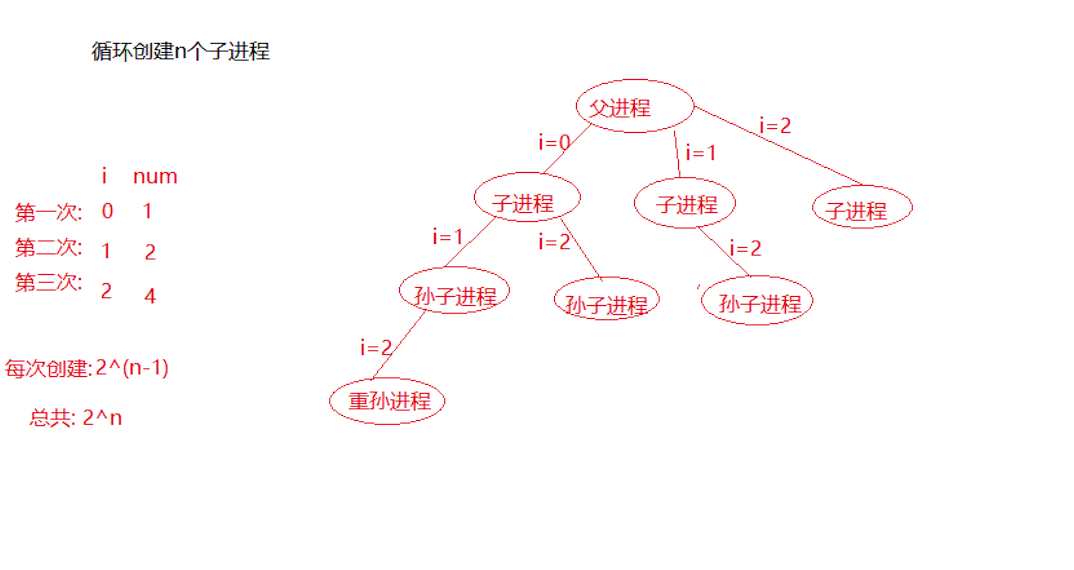 循环创建n个子进程
i num
第一次: 0 1
第二次: 1 2
第三次: 2 4
每次创建:2^(n-1)
总共: 2^n
父进程
i=0
i=1
i=2
子进程
子进程
子进程
i=1
i=2
i=2
孙子进程
孙子进程
孙子进程
i=2
重孙进程